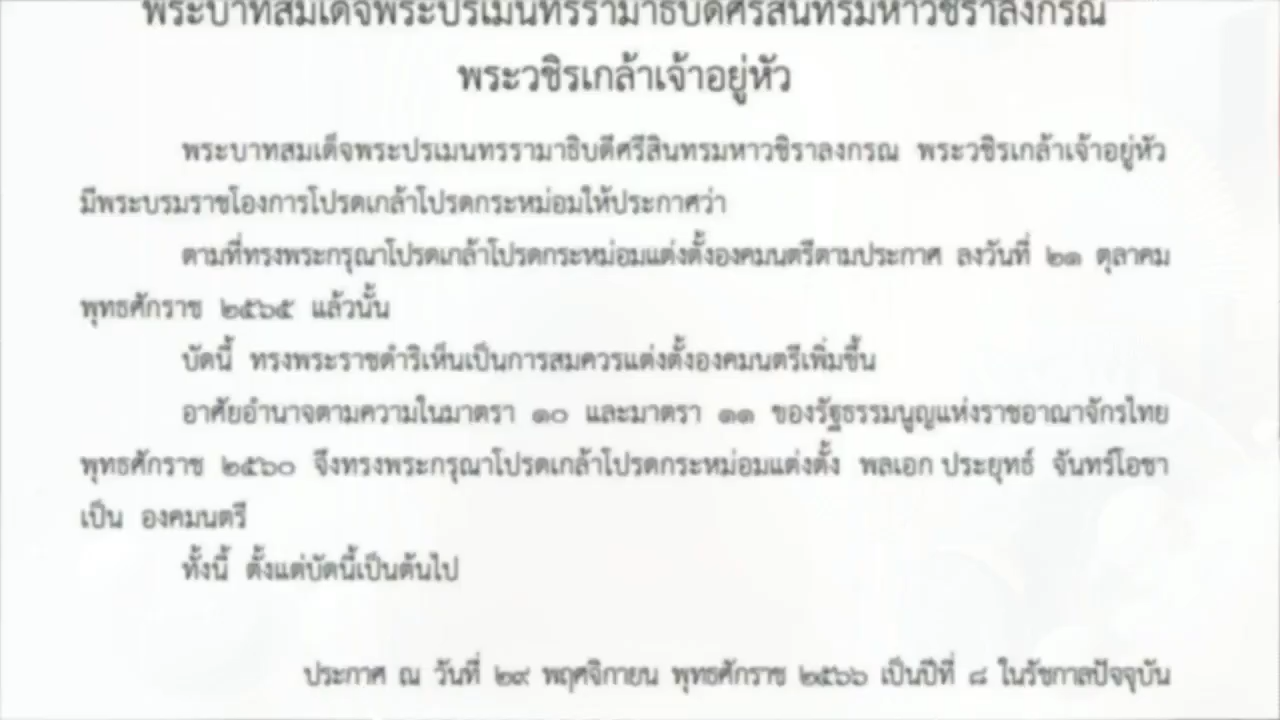 พระบาทสมเด็จพระปรเมนทรรามาธิบดีศรีสินทรมหาวชิราลงกรณ
พระวชิรเกล้าเจ้าอยู่หัว
พระบาทสมเด็จพระปรเมนทรรามาธิบดีศรีสินทรมหาวชิราลงกรณ พระวชิรเกล้าเจ้าอยู่หัว
มีพระบรมราชโองการโปรดเกล้าโปรดกระหม่อมให้ประกาศว่า
ตามที่ทรงพระกรุณาโปรดเกล้าโปรดกระหม่อมแต่งตั้งองคมนตรีตามประกาศ ลงวันที่ ๒๑ ตุลาคม
พุทธศักราช ๒๕๖๕ แล้วนั้น
บัดนี้ ทรงพระราชดำริเห็นเป็นการสมควรแต่งตั้งองคมนตรีเพิ่มขึ้น
อาศัยอำนาจตามความในมาตรา ๑๐ และมาตรา ๑๑ ของรัฐธรรมนูญแห่งราชอาณาจักรไทย
พุทธศักราช ๒๕๖๐ จึงทรงพระกรุณาโปรดเกล้าโปรดกระหม่อมแต่งตั้ง พลเอก ประยุทธ์ จันทร์โอชา
เป็น องคมนตรี
ทั้งนี้ ตั้งแต่บัดนี้เป็นต้นไป
ประกาศ ณ วันที่ ๒๙ พฤศจิกายน พุทธศักราช ๒๕๖๖ เป็นปีที่ ๘ ในรัชกาลปัจจุบัน